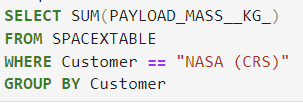 SELECT SUM(PAYLOAD_MASS__KG_)
FROM SPACEXTABLE
WHERE Customer == "NASA (CRS)"
GROUP BY Customer